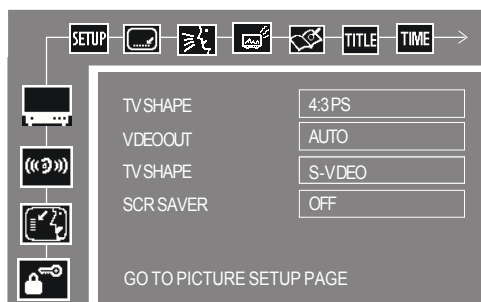 SETUP TITLE TIME
TV SHAPE 4:3 PS
VDEOOUT AUTO
TV SHAPE S-VDEO
SCR SAVER OFF
GO TO PICTURE SETUP PAGE